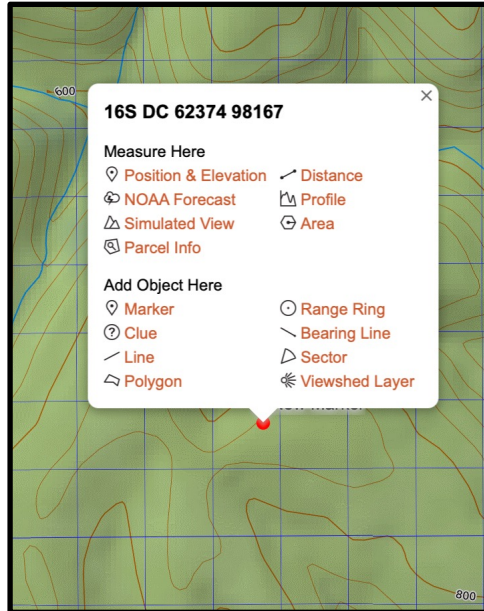 600
16S DC 62374 98167
×
Measure Here
Position & Elevation
Distance
NOAA Forecast
Profile
Simulated View
Area
Parcel Info
Add Object Here
Marker
Range Ring
Clue
Bearing Line
Line
Sector
Polygon
Viewshed Layer
800